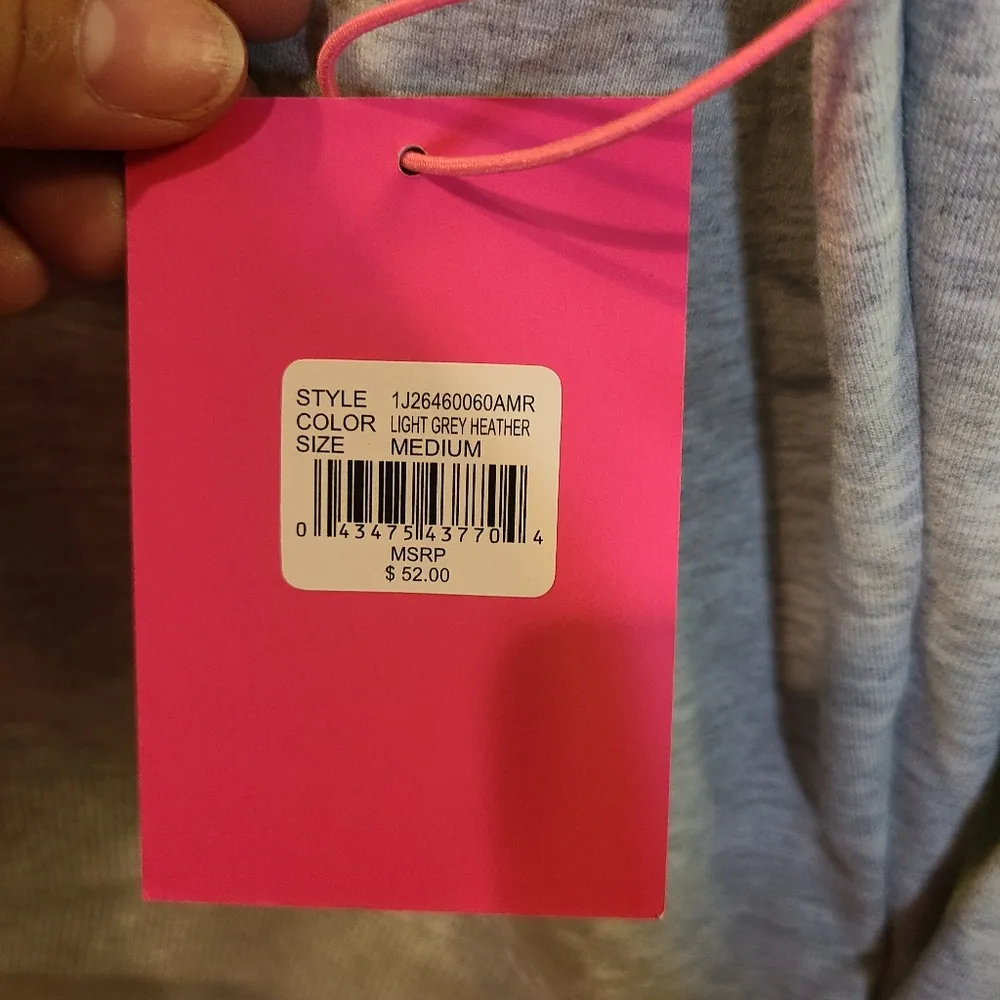 STYLE 1J26460060AMR
COLOR LIGHT GREY HEATHER
SIZE MEDIUM
0 43475 43770 4
MSRP
$ 52.00